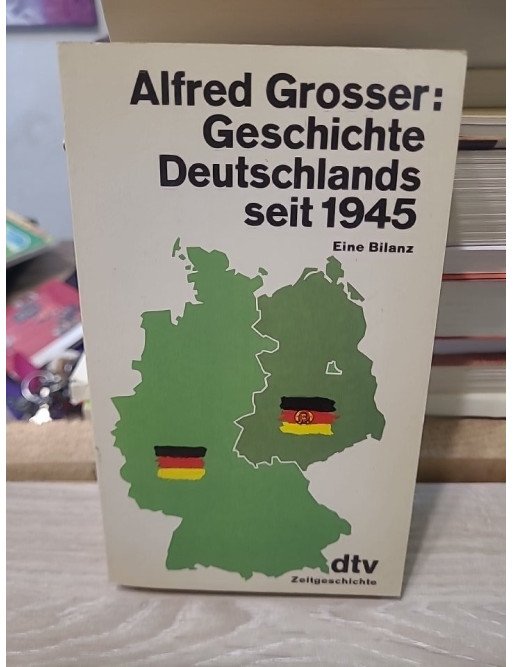 Alfred Grosser:
Geschichte
Deutschlands
seit 1945
Eine Bilanz
dtv
Zeitgeschichte